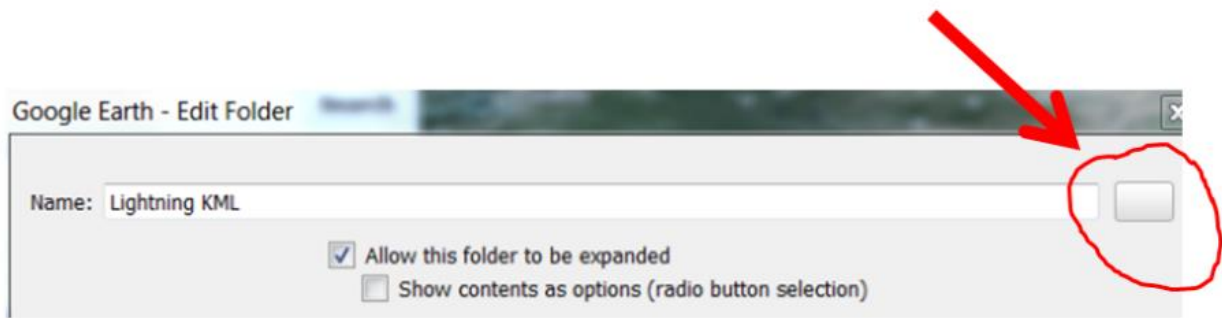 Google Earth - Edit Folder
Name: Lightning KML
Allow this folder to be expanded
Show contents as options (radio button selection)